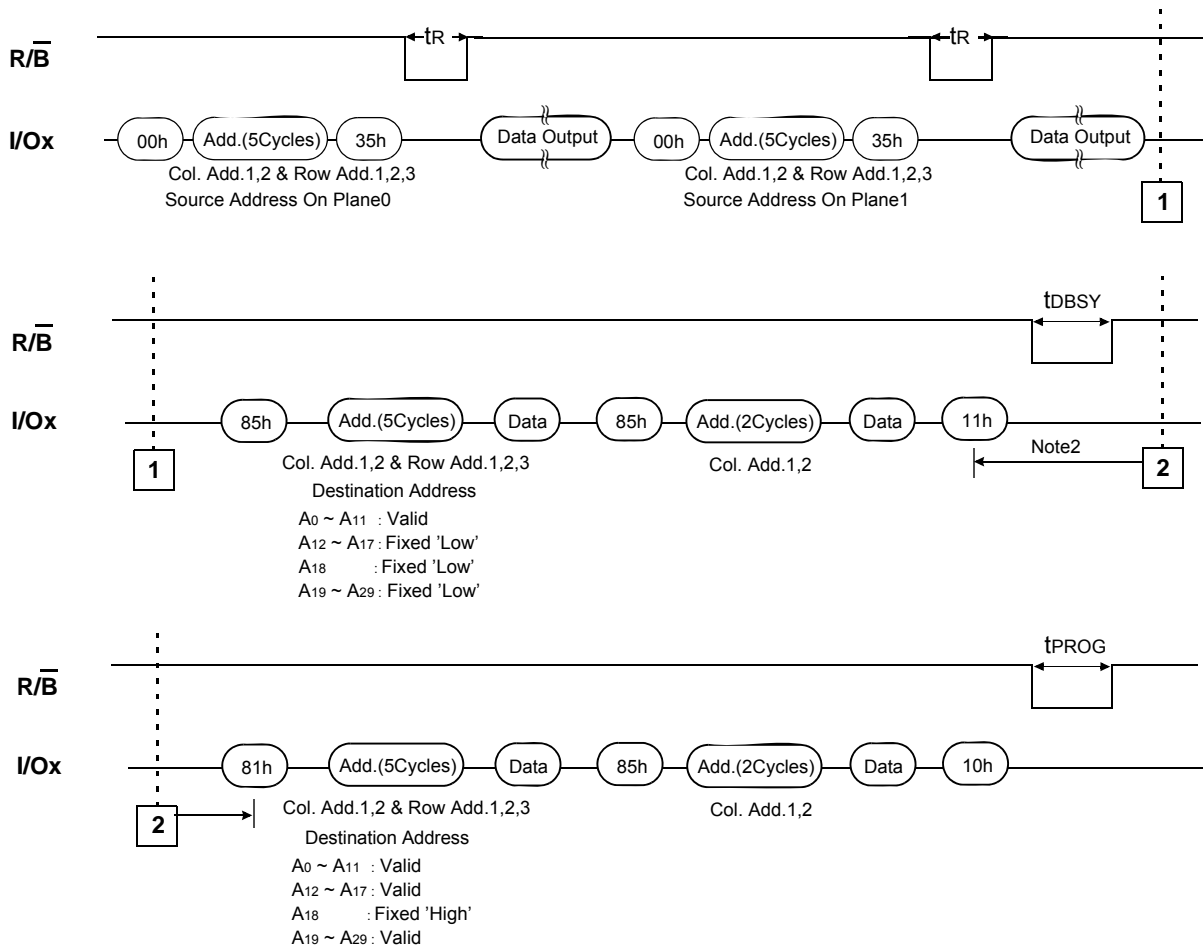 R/B tR tR
I/Ox 00h Add.(5Cycles) 35h Data Output 00h Add.(5Cycles) 35h Data Output
Col. Add.1,2 & Row Add.1,2,3 Col. Add.1,2 & Row Add.1,2,3
Source Address On Plane0 Source Address On Plane1
1
R/B tDBSY
I/Ox 85h Add.(5Cycles) Data 85h Add.(2Cycles) Data 11h
Note2
1 Col. Add.1,2 & Row Add.1,2,3 Col. Add.1,2 2
Destination Address
A0 ~ A11 : Valid
A12 ~ A17 : Fixed 'Low'
A18 : Fixed 'Low'
A19 ~ A29 : Fixed 'Low'
R/B tPROG
I/Ox 81h Add.(5Cycles) Data 85h Add.(2Cycles) Data 10h
2 Col. Add.1,2 & Row Add.1,2,3 Col. Add.1,2
Destination Address
A0 ~ A11 : Valid
A12 ~ A17 : Valid
A18 : Fixed 'High'
A19 ~ A29 : Valid